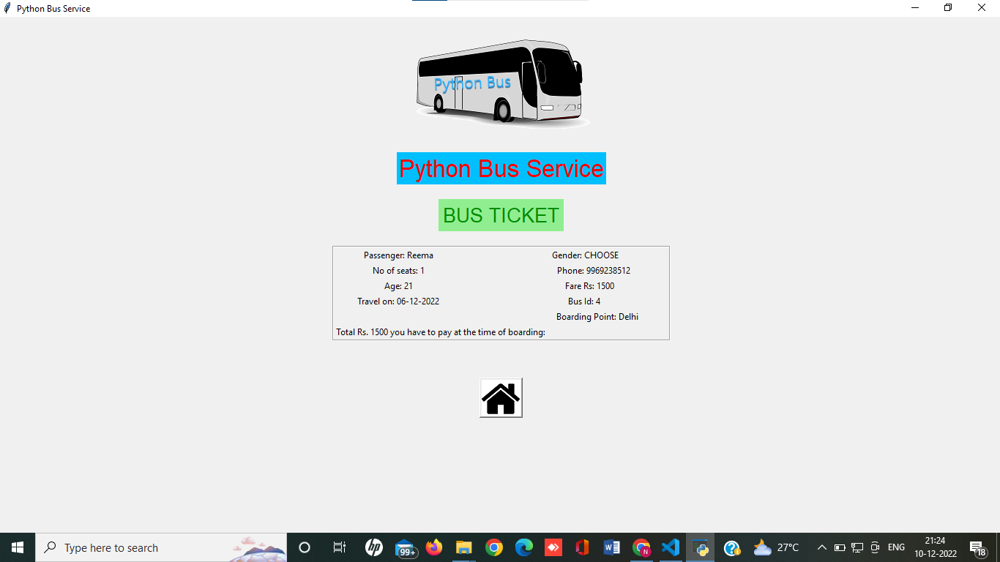 Python Bus Service
Python Bus
Python Bus Service
BUS TICKET
Passenger: Reema Gender: CHOOSE
No of seats: 1 Phone: 9969238512
Age: 21 Fare Rs: 1500
Travel on: 06-12-2022 Bus Id: 4
Boarding Point: Delhi
Total Rs. 1500 you have to pay at the time of boarding:
Type here to search
hp
99+
N
W
?
27°C
ENG
21:24
10-12-2022
18